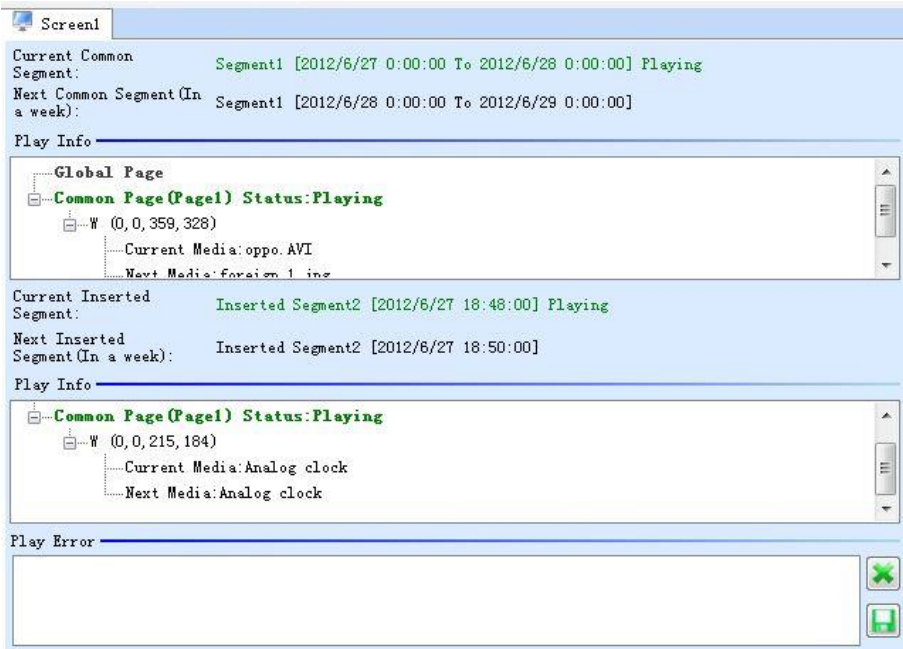 Screen1
Current Common
Segment:
Segment1 [2012/6/27 0:00:00 To 2012/6/28 0:00:00] Playing
Next Common Segment(In
a week):
Segment1 [2012/6/28 0:00:00 To 2012/6/29 0:00:00]
Play Info
Global Page
Common Page(Page1) Status:Playing
W (0,0,359,328)
Current Media:oppo.AVI
Next Media:foreign 1
Current Inserted
Segment:
Inserted Segment2 [2012/6/27 18:48:00] Playing
Next Inserted
Segment(In a week):
Inserted Segment2 [2012/6/27 18:50:00]
Play Info
Common Page(Page1) Status:Playing
W (0,0,215,184)
Current Media:Analog clock
Next Media:Analog clock
Play Error